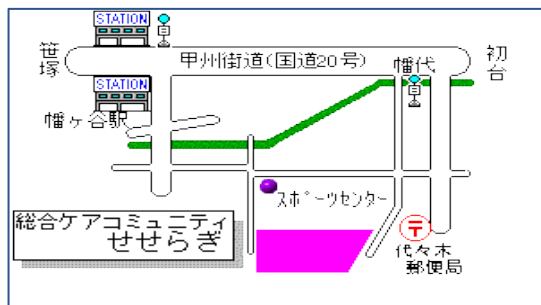 STATION
笹塚
甲州街道(国道20号)
幡代
初台
STATION
幡ヶ谷駅
スポーツセンター
総合ケアコミュニティ
せせらぎ
〒
代々木
郵便局